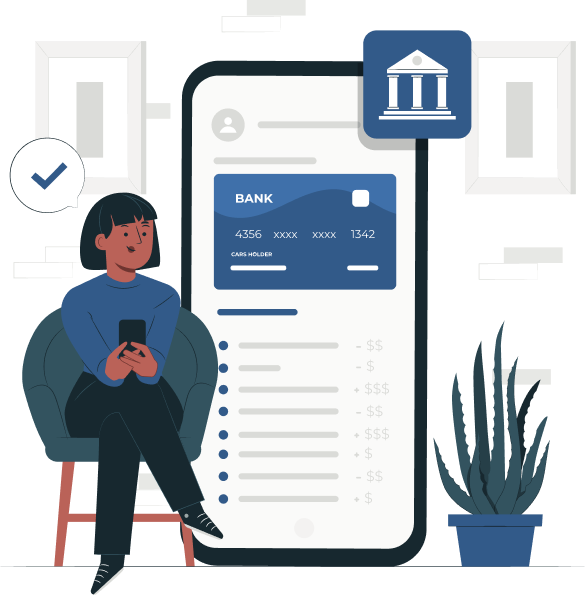 BANK
4356 xxxx xxxx 1342
CARS HOLDER
- $$
- $
+ $$$
- $$
+ $$$
+ $
- $$
+ $